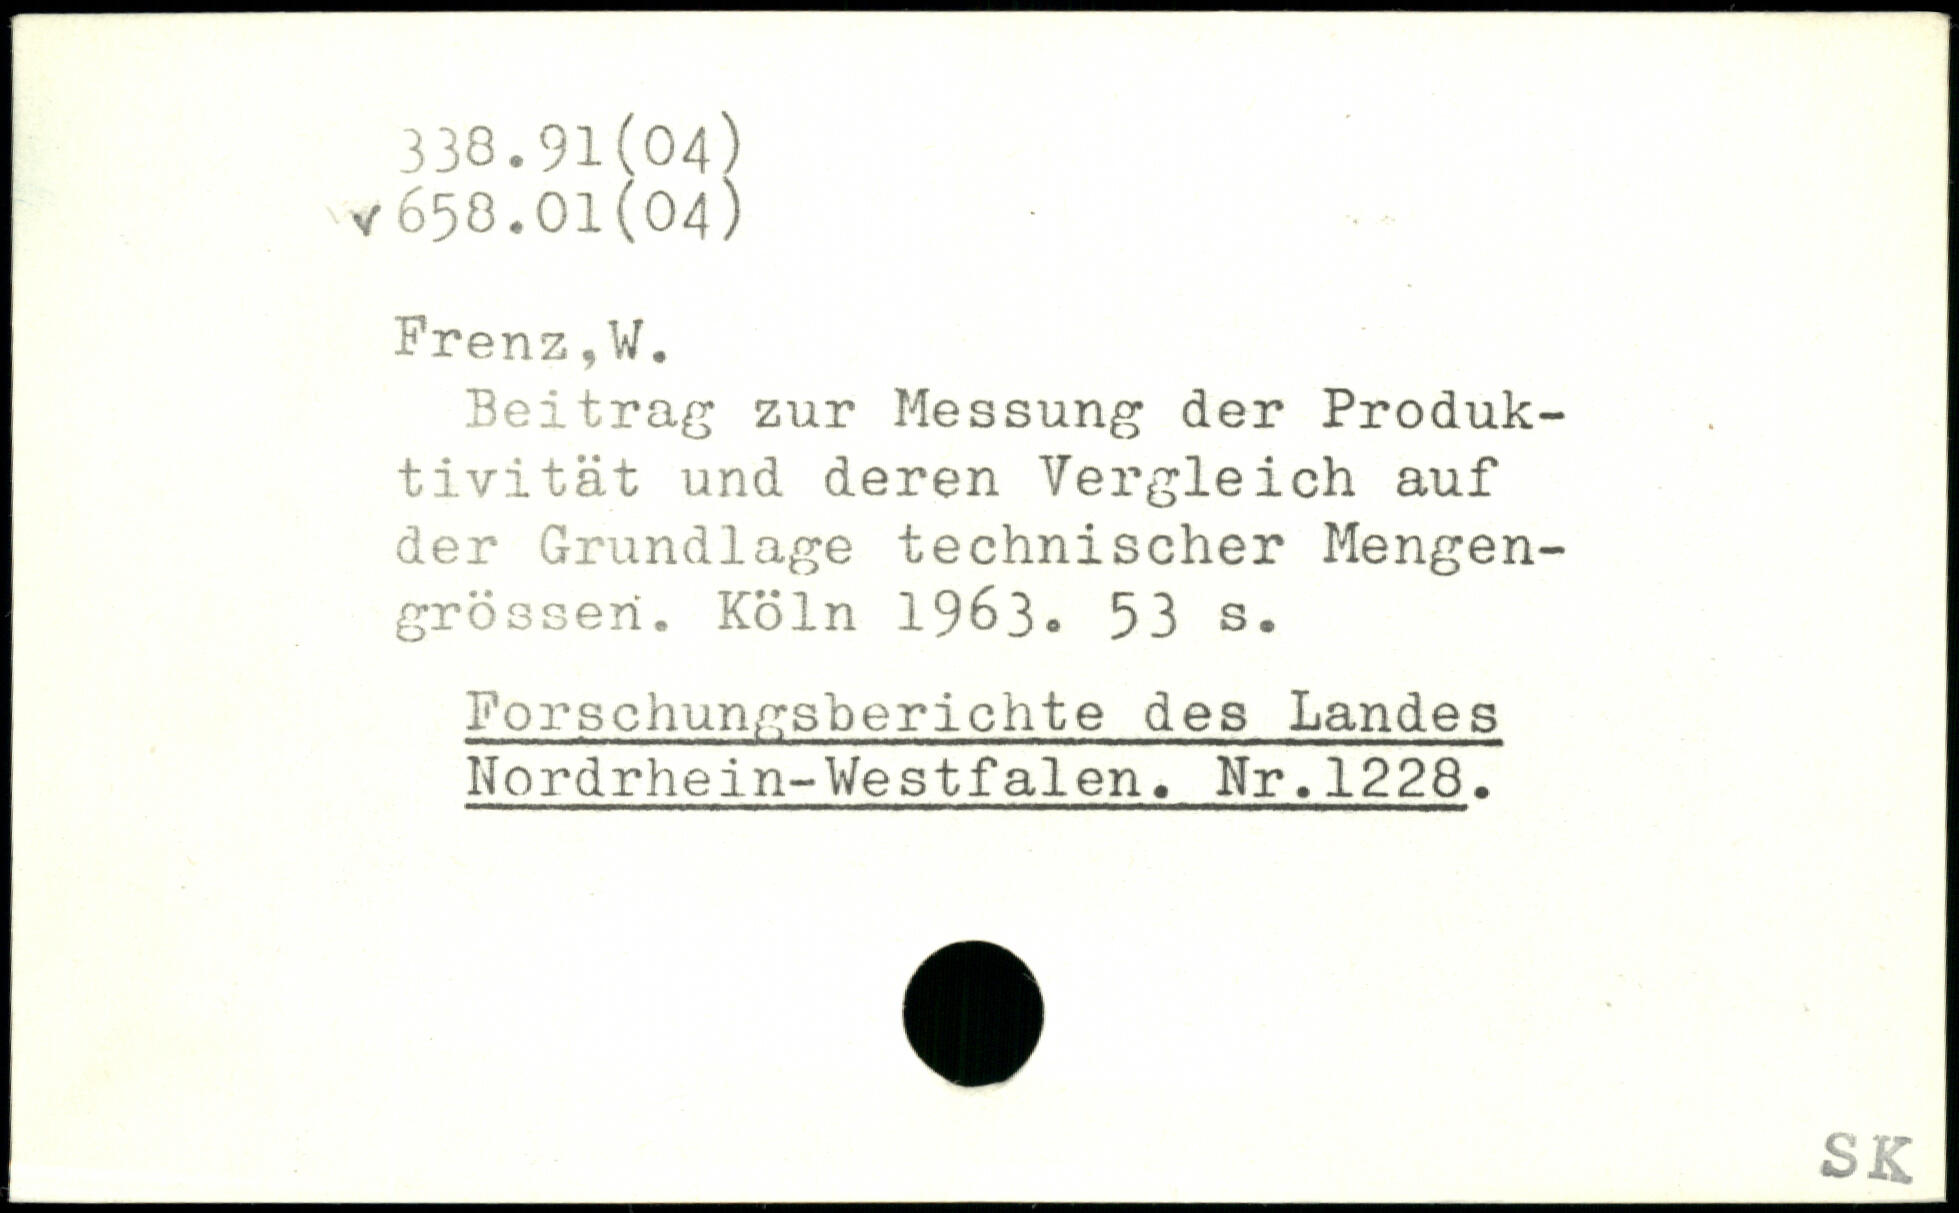 338.91(04)
v 658.01(04)
Frenz,W.
Beitrag zur Messung der Produk-
tivität und deren Vergleich auf
der Grundlage technischer Mengen-
grössen. Köln 1963. 53 s.
Forschungsberichte des Landes
Nordrhein-Westfalen. Nr.1228.
SK